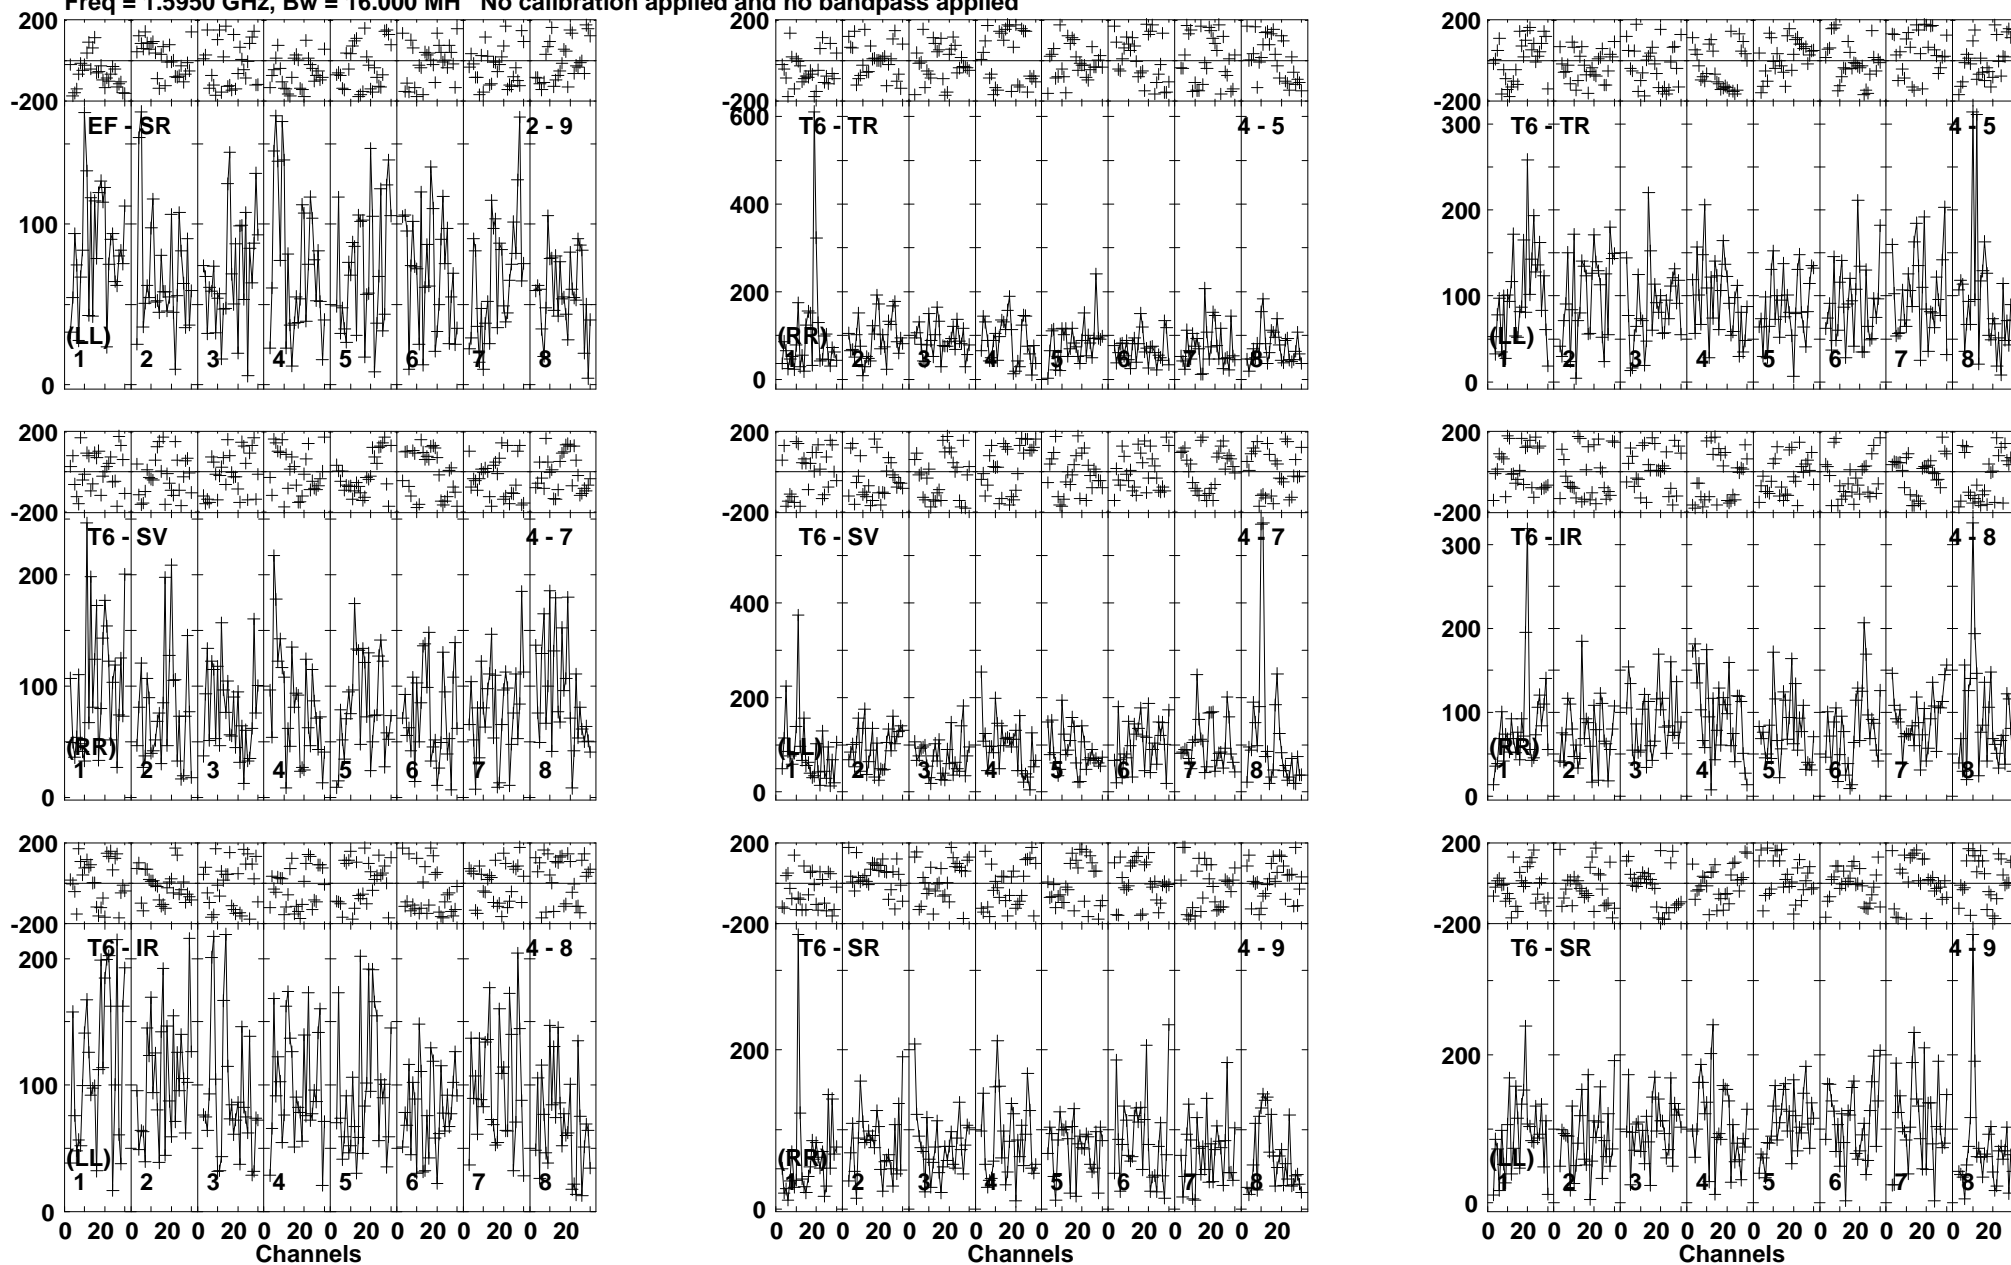 Freq = 1.5950 GHz, Bw = 16.000 MH No calibration applied and no bandpass applied
200 200 200
-200 -200 -200
EF - SR 2 - 9 T6 - TR 4 - 5 T6 - TR 4 - 5
100 0
600 400 200 0
300 200 100 0
(LL) (RR) (LL)
1 2 3 4 5 6 7 8 1 2 3 4 5 6 7 8 1 2 3 4 5 6 7 8
200 200 200
-200 -200 -200
T6 - SV 4 - 7 T6 - SV 4 - 7 T6 - IR 4 - 8
200 100 0
400 200 0
300 200 100 0
(RR) (LL) (RR)
1 2 3 4 5 6 7 8 1 2 3 4 5 6 7 8 1 2 3 4 5 6 7 8
200 200 200
-200 -200 -200
T6 - IR 4 - 8 T6 - SR 4 - 9 T6 - SR 4 - 9
200 100 0
200 0
200 0
(LL) (RR) (LL)
1 2 3 4 5 6 7 8 1 2 3 4 5 6 7 8 1 2 3 4 5 6 7 8
0 20 0 20 0 20 0 20 0 20 0 20 0 20 0 20 0 20 0 20 0 20 0 20 0 20 0 20 0 20 0 20 0 20 0 20 0 20 0 20 0 20 0 20 0 20 0 20
Channels Channels Channels